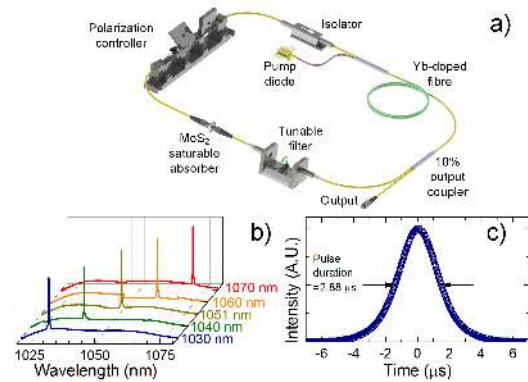 a)
Polarization
controller
Isolator
Pump
diode
Yb-doped
fibre
MoS2
saturable
absorber
Tunable
filter
10%
output
coupler
Output
b)
1070 nm
1060 nm
1051 nm
1040 nm
1030 nm
1025 1050 1075
Wavelength (nm)
c)
Intensity (A.U.)
Pulse
duration
=2.88 μs
-6 -4 -2 0 2 4 6
Time (μs)